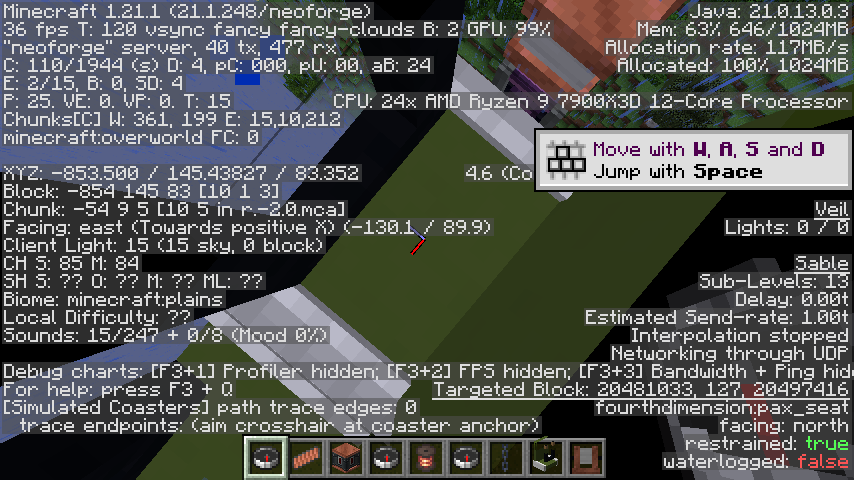 Minecraft 1.21.1 (21.1.248/neoforge)
36 fps T: 120 vsync fancy fancy-clouds B: 2 GPU: 99%
"neoforge" server, 40 tx, 477 rx
C: 110/1944 (s) D: 4, pC: 000, pU: 00, aB: 24
E: 2/15, B: 0, SD: 4
P: 25, VE: 0, VP: 0, T: 15
Chunks[C] W: 361, 199 E: 15,10,212
minecraft:overworld FC: 0
XYZ: -853.500 / 145.43827 / 83.352
Block: -854 145 83 [10 1 3]
Chunk: -54 9 5 [10 5 in r.-2.0.mca]
Facing: east (Towards positive X) (-130.1 / 89.9)
Client Light: 15 (15 sky, 0 block)
CH S: 85 M: 84
SH S: ?? O: ?? M: ?? ML: ??
Biome: minecraft:plains
Local Difficulty: ??
Sounds: 15/247 + 0/8 (Mood 0%)
Debug charts: [F3+1] Profiler hidden; [F3+2] FPS hidden; [F3+3] Bandwidth + Ping hid
For help: press F3 + Q
[Simulated Coasters] path trace edges: 0
trace endpoints: (aim crosshair at coaster anchor)
Java: 21.0.13.0.3
Mem: 63% 646/1024MB
Allocation rate: 117MB/s
Allocated: 100% 1024MB
CPU: 24x AMD Ryzen 9 7900X3D 12-Core Processor
Move with W, A, S and D
Jump with Space
4.6 (Co
Veil
Lights: 0 / 0
Sable
Sub-Levels: 13
Delay: 0.00t
Estimated Send-rate: 1.00t
Interpolation stopped
Networking through UDP
Targeted Block: 20481033, 127, 20497416
fourthdimension:pax_seat
facing: north
restrained: true
waterlogged: false